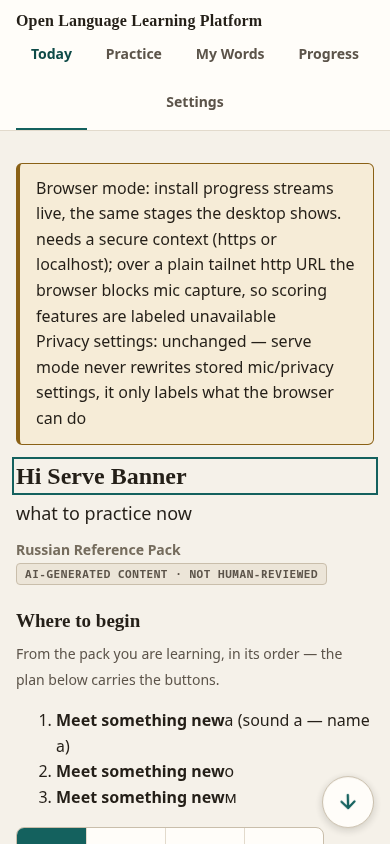 Open Language Learning Platform
Today Practice My Words Progress
Settings
Browser mode: install progress streams
live, the same stages the desktop shows.
needs a secure context (https or
localhost); over a plain tailnet http URL the
browser blocks mic capture, so scoring
features are labeled unavailable
Privacy settings: unchanged — serve
mode never rewrites stored mic/privacy
settings, it only labels what the browser
can do
Hi Serve Banner
what to practice now
Russian Reference Pack
AI-GENERATED CONTENT · NOT HUMAN-REVIEWED
Where to begin
From the pack you are learning, in its order — the
plan below carries the buttons.
1. Meet something newа (sound a — name
a)
2. Meet something newо
3. Meet something newм